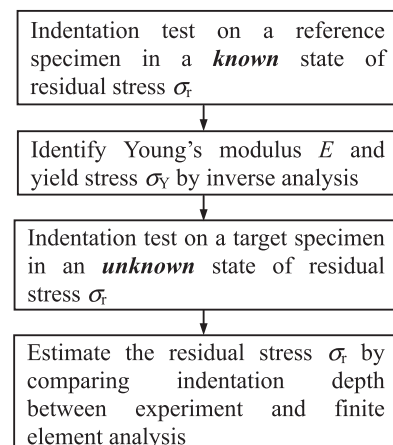 Indentation test on a reference
specimen in a known state of
residual stress σr
Identify Young's modulus E and
yield stress σY by inverse analysis
Indentation test on a target specimen
in an unknown state of residual
stress σr
Estimate the residual stress σr by
comparing indentation depth
between experiment and finite
element analysis